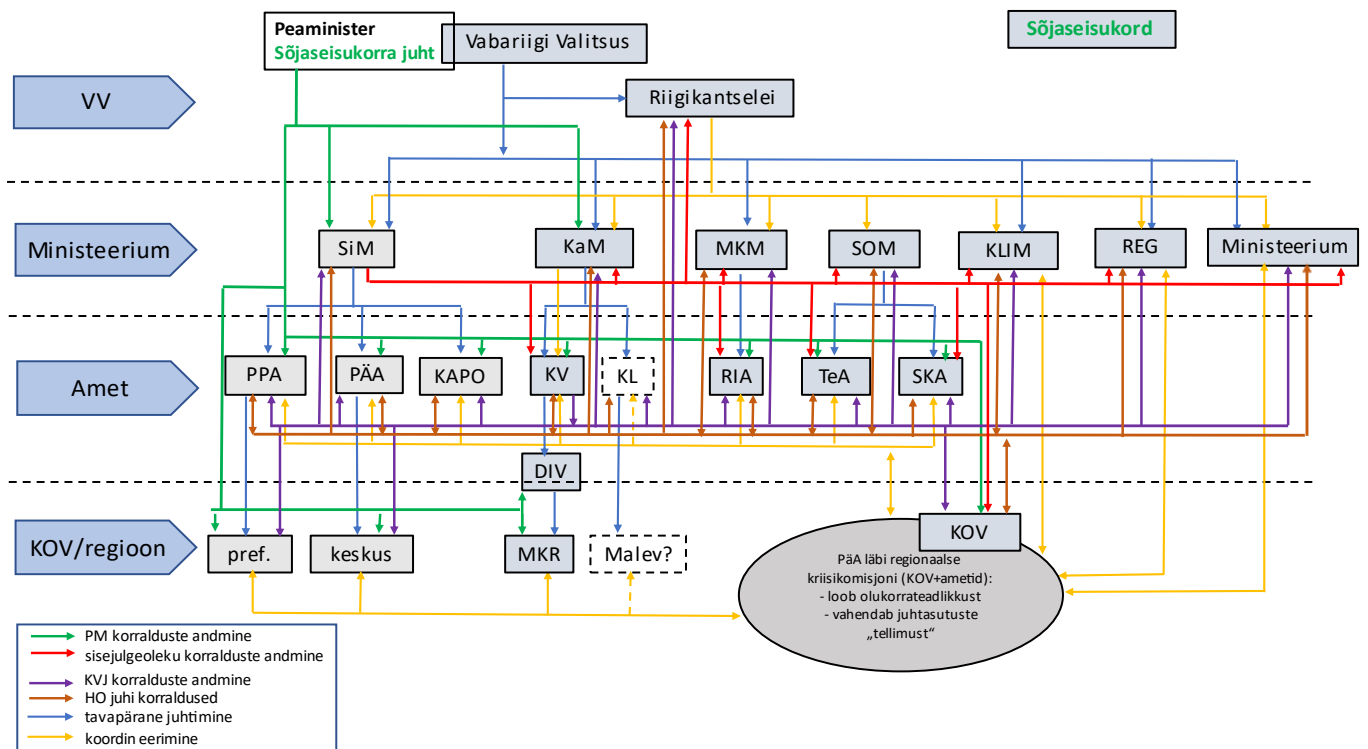 Peaminister
Sõjaseisukorra juht
Vabariigi Valitsus
Sõjaseisukord
VV
Riigikantselei
Ministeerium
SiM
KaM
MKM
SOM
KLIM
REG
Ministeerium
Amet
PPA
PÄA
KAPO
KV
KL
RIA
TeA
SKA
DIV
KOV/regioon
pref.
keskus
MKR
Malev?
KOV
PäA läbi regionaalse
kriisikomisjoni (KOV+ametid):
- loob olukorrateadlikkust
- vahendab juhtasutuste
„tellimust“
PM korralduste andmine
sisejulgeoleku korralduste andmine
KVJ korralduste andmine
HO juhi korraldused
tavapärane juhtimine
koordin eerimine